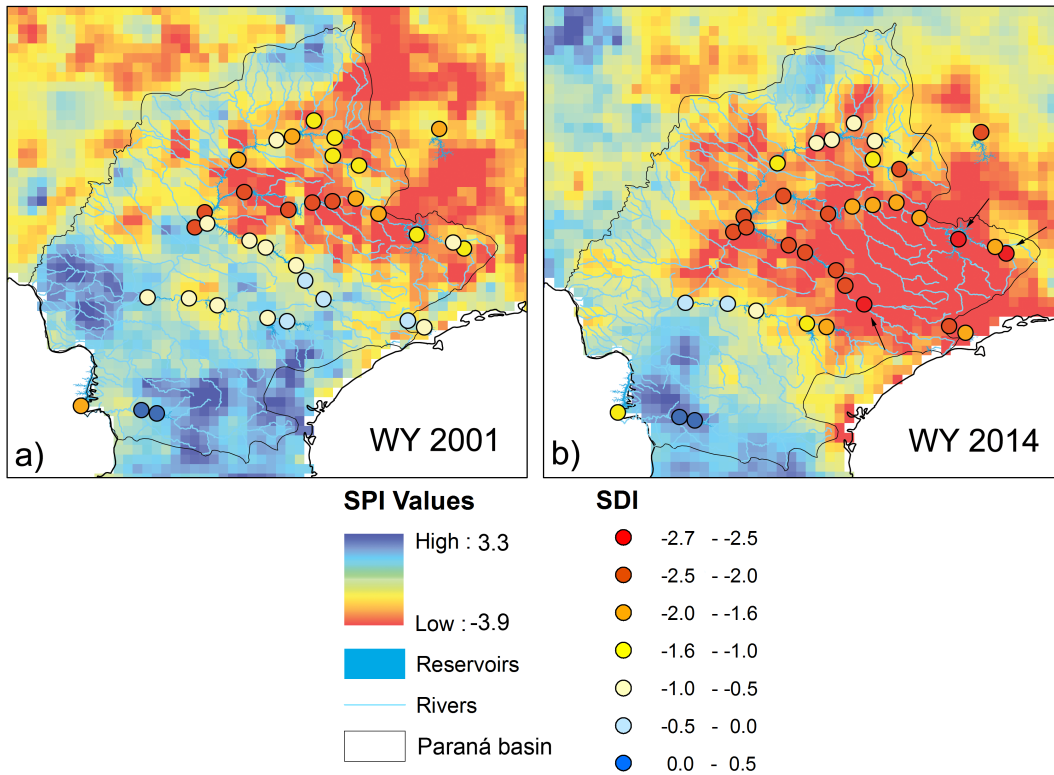 a)
WY 2001
b)
WY 2014
SPI Values
High : 3.3
Low : -3.9
Reservoirs
Rivers
Paraná basin
SDI
-2.7 - -2.5
-2.5 - -2.0
-2.0 - -1.6
-1.6 - -1.0
-1.0 - -0.5
-0.5 - 0.0
0.0 - 0.5